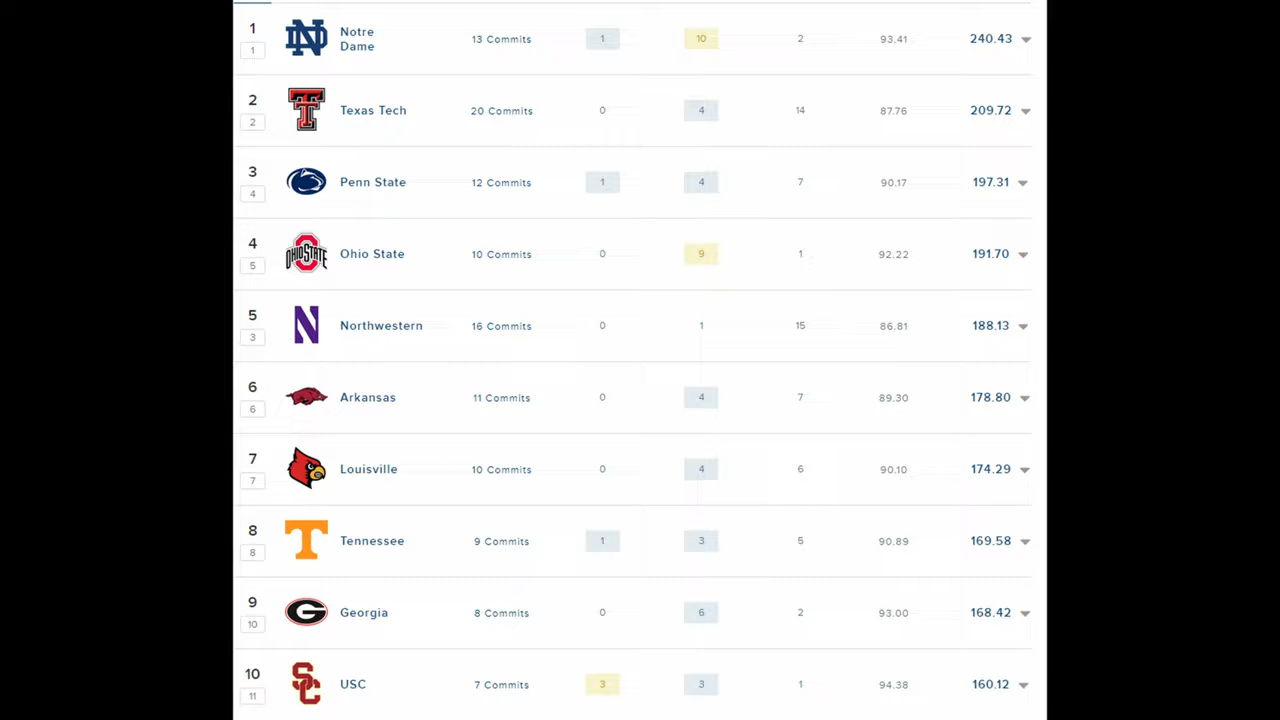 1 Notre Dame 13 Commits 1 10 2 93.41 240.43
1
2 Texas Tech 20 Commits 0 4 14 87.76 209.72
2
3 Penn State 12 Commits 1 4 7 90.17 197.31
4
4 OHIO STATE Ohio State 10 Commits 0 9 1 92.22 191.70
5
5 Northwestern 16 Commits 0 1 15 86.81 188.13
3
6 Arkansas 11 Commits 0 4 7 89.30 178.80
6
7 Louisville 10 Commits 0 4 6 90.10 174.29
7
8 Tennessee 9 Commits 1 3 5 90.89 169.58
8
9 Georgia 8 Commits 0 6 2 93.00 168.42
10
10 USC 7 Commits 3 3 1 94.38 160.12
11